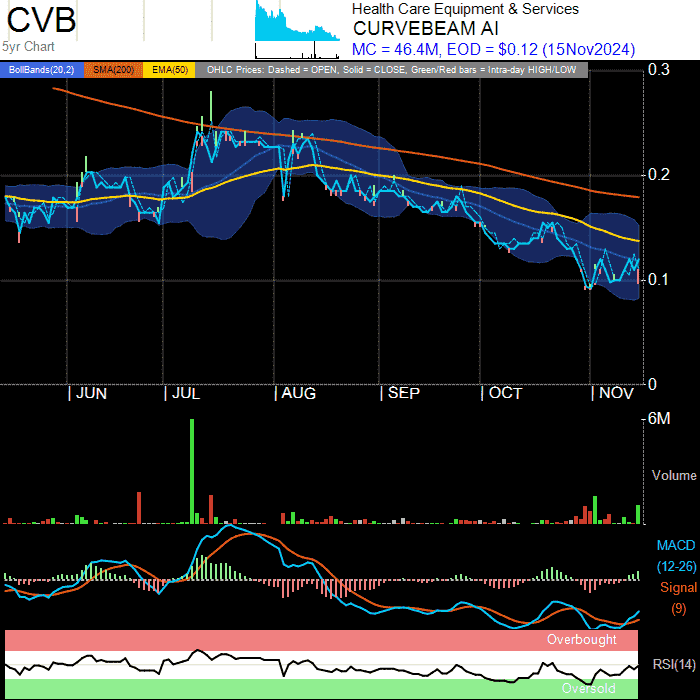 CVB
5yr Chart
Health Care Equipment & Services
CURVEBEAM AI
MC = 46.4M, EOD = $0.12 (15Nov2024)
BollBands(20,2) SMA(200) EMA(50) OHLC Prices: Dashed = OPEN, Solid = CLOSE, Green/Red bars = Intra-day HIGH/LOW
0.3
0.2
0.1
0
JUN JUL AUG SEP OCT NOV
6M
Volume
MACD
(12-26)
Signal
(9)
Overbought
RSI(14)
Oversold